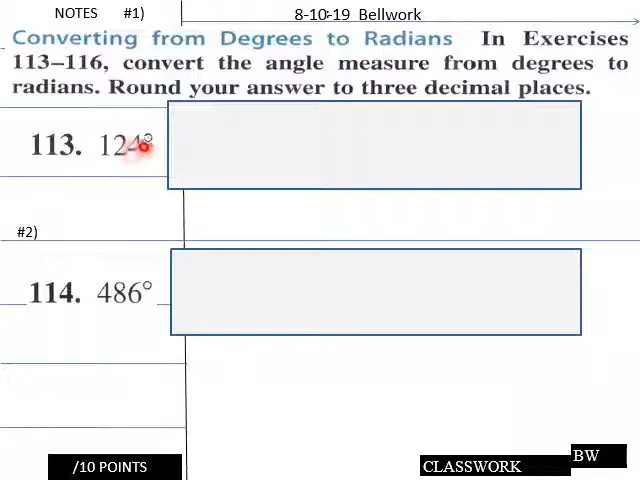 NOTES #1) 8-10-19 Bellwork
Converting from Degrees to Radians In Exercises
113–116, convert the angle measure from degrees to
radians. Round your answer to three decimal places.
113. 124°
#2)
114. 486°
/10 POINTS
CLASSWORK
BW